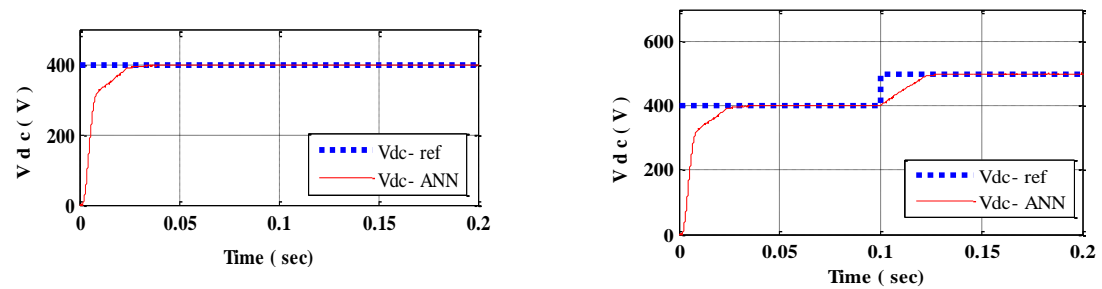 400
200
0
V d c ( V )
Vdc- ref
Vdc- ANN
0 0.05 0.1 0.15 0.2
Time ( sec)
600
400
200
0
V d c ( V )
Vdc- ref
Vdc- ANN
0 0.05 0.1 0.15 0.2
Time ( sec)